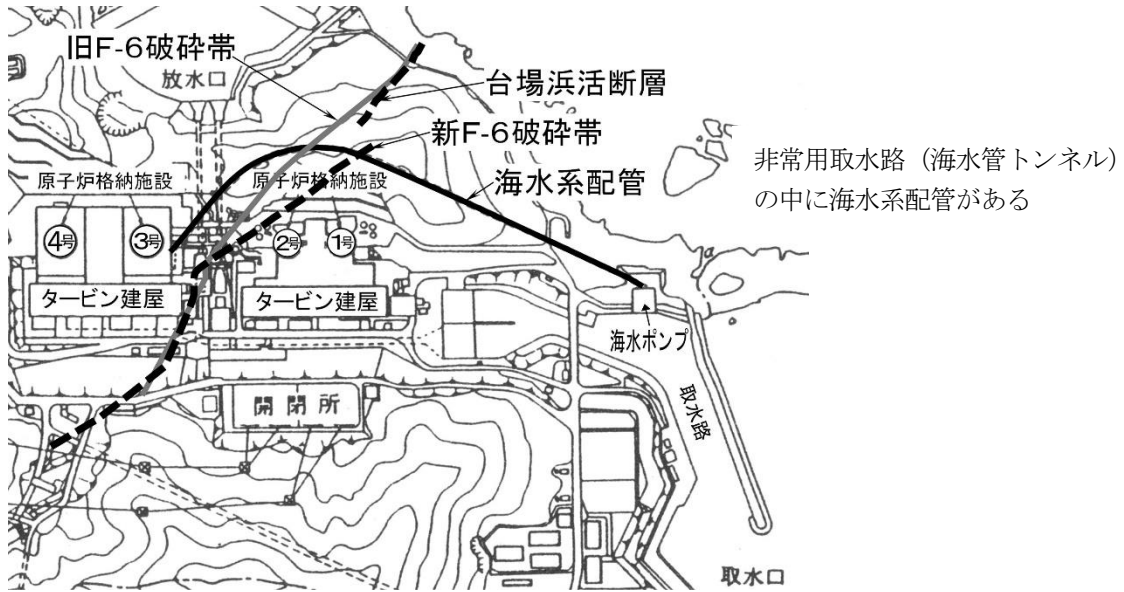 旧F-6破砕帯
放水口
台場浜活断層
新F-6破砕帯
非常用取水路（海水管トンネル）
の中に海水系配管がある
原子炉格納施設
原子炉格納施設
海水系配管
④号
③号
②号
①号
タービン建屋
タービン建屋
海水ポンプ
取水路
開閉所
取水口